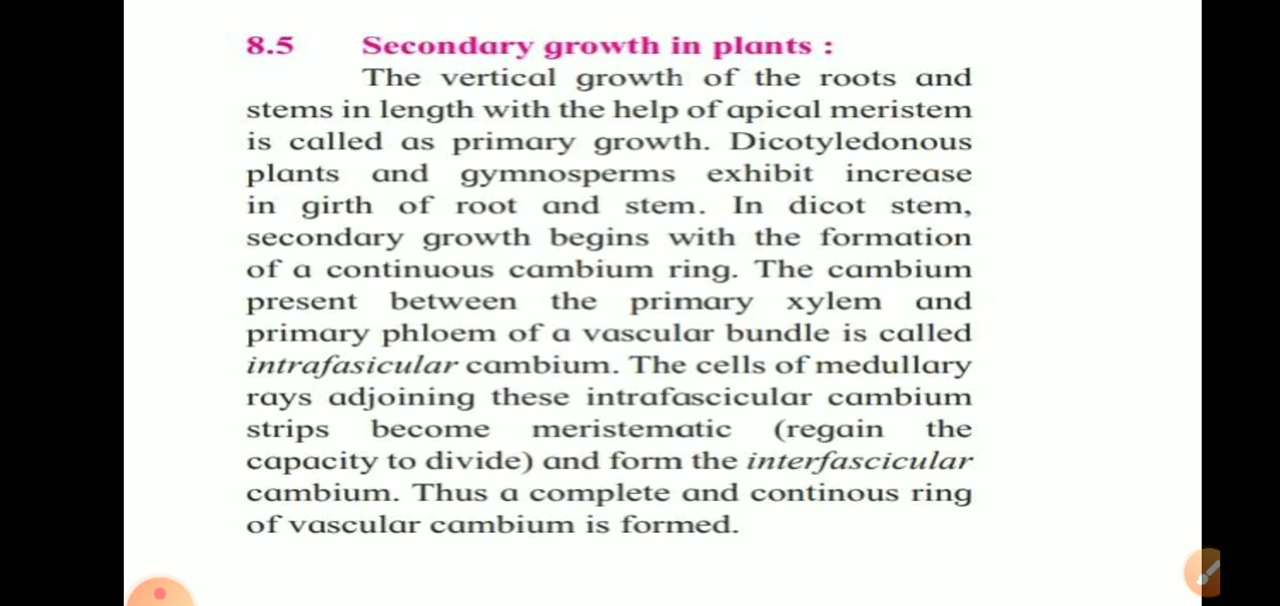 8.5 Secondary growth in plants :
The vertical growth of the roots and
stems in length with the help of apical meristem
is called as primary growth. Dicotyledonous
plants and gymnosperms exhibit increase
in girth of root and stem. In dicot stem,
secondary growth begins with the formation
of a continuous cambium ring. The cambium
present between the primary xylem and
primary phloem of a vascular bundle is called
intrafasicular cambium. The cells of medullary
rays adjoining these intrafascicular cambium
strips become meristematic (regain the
capacity to divide) and form the interfascicular
cambium. Thus a complete and continous ring
of vascular cambium is formed.